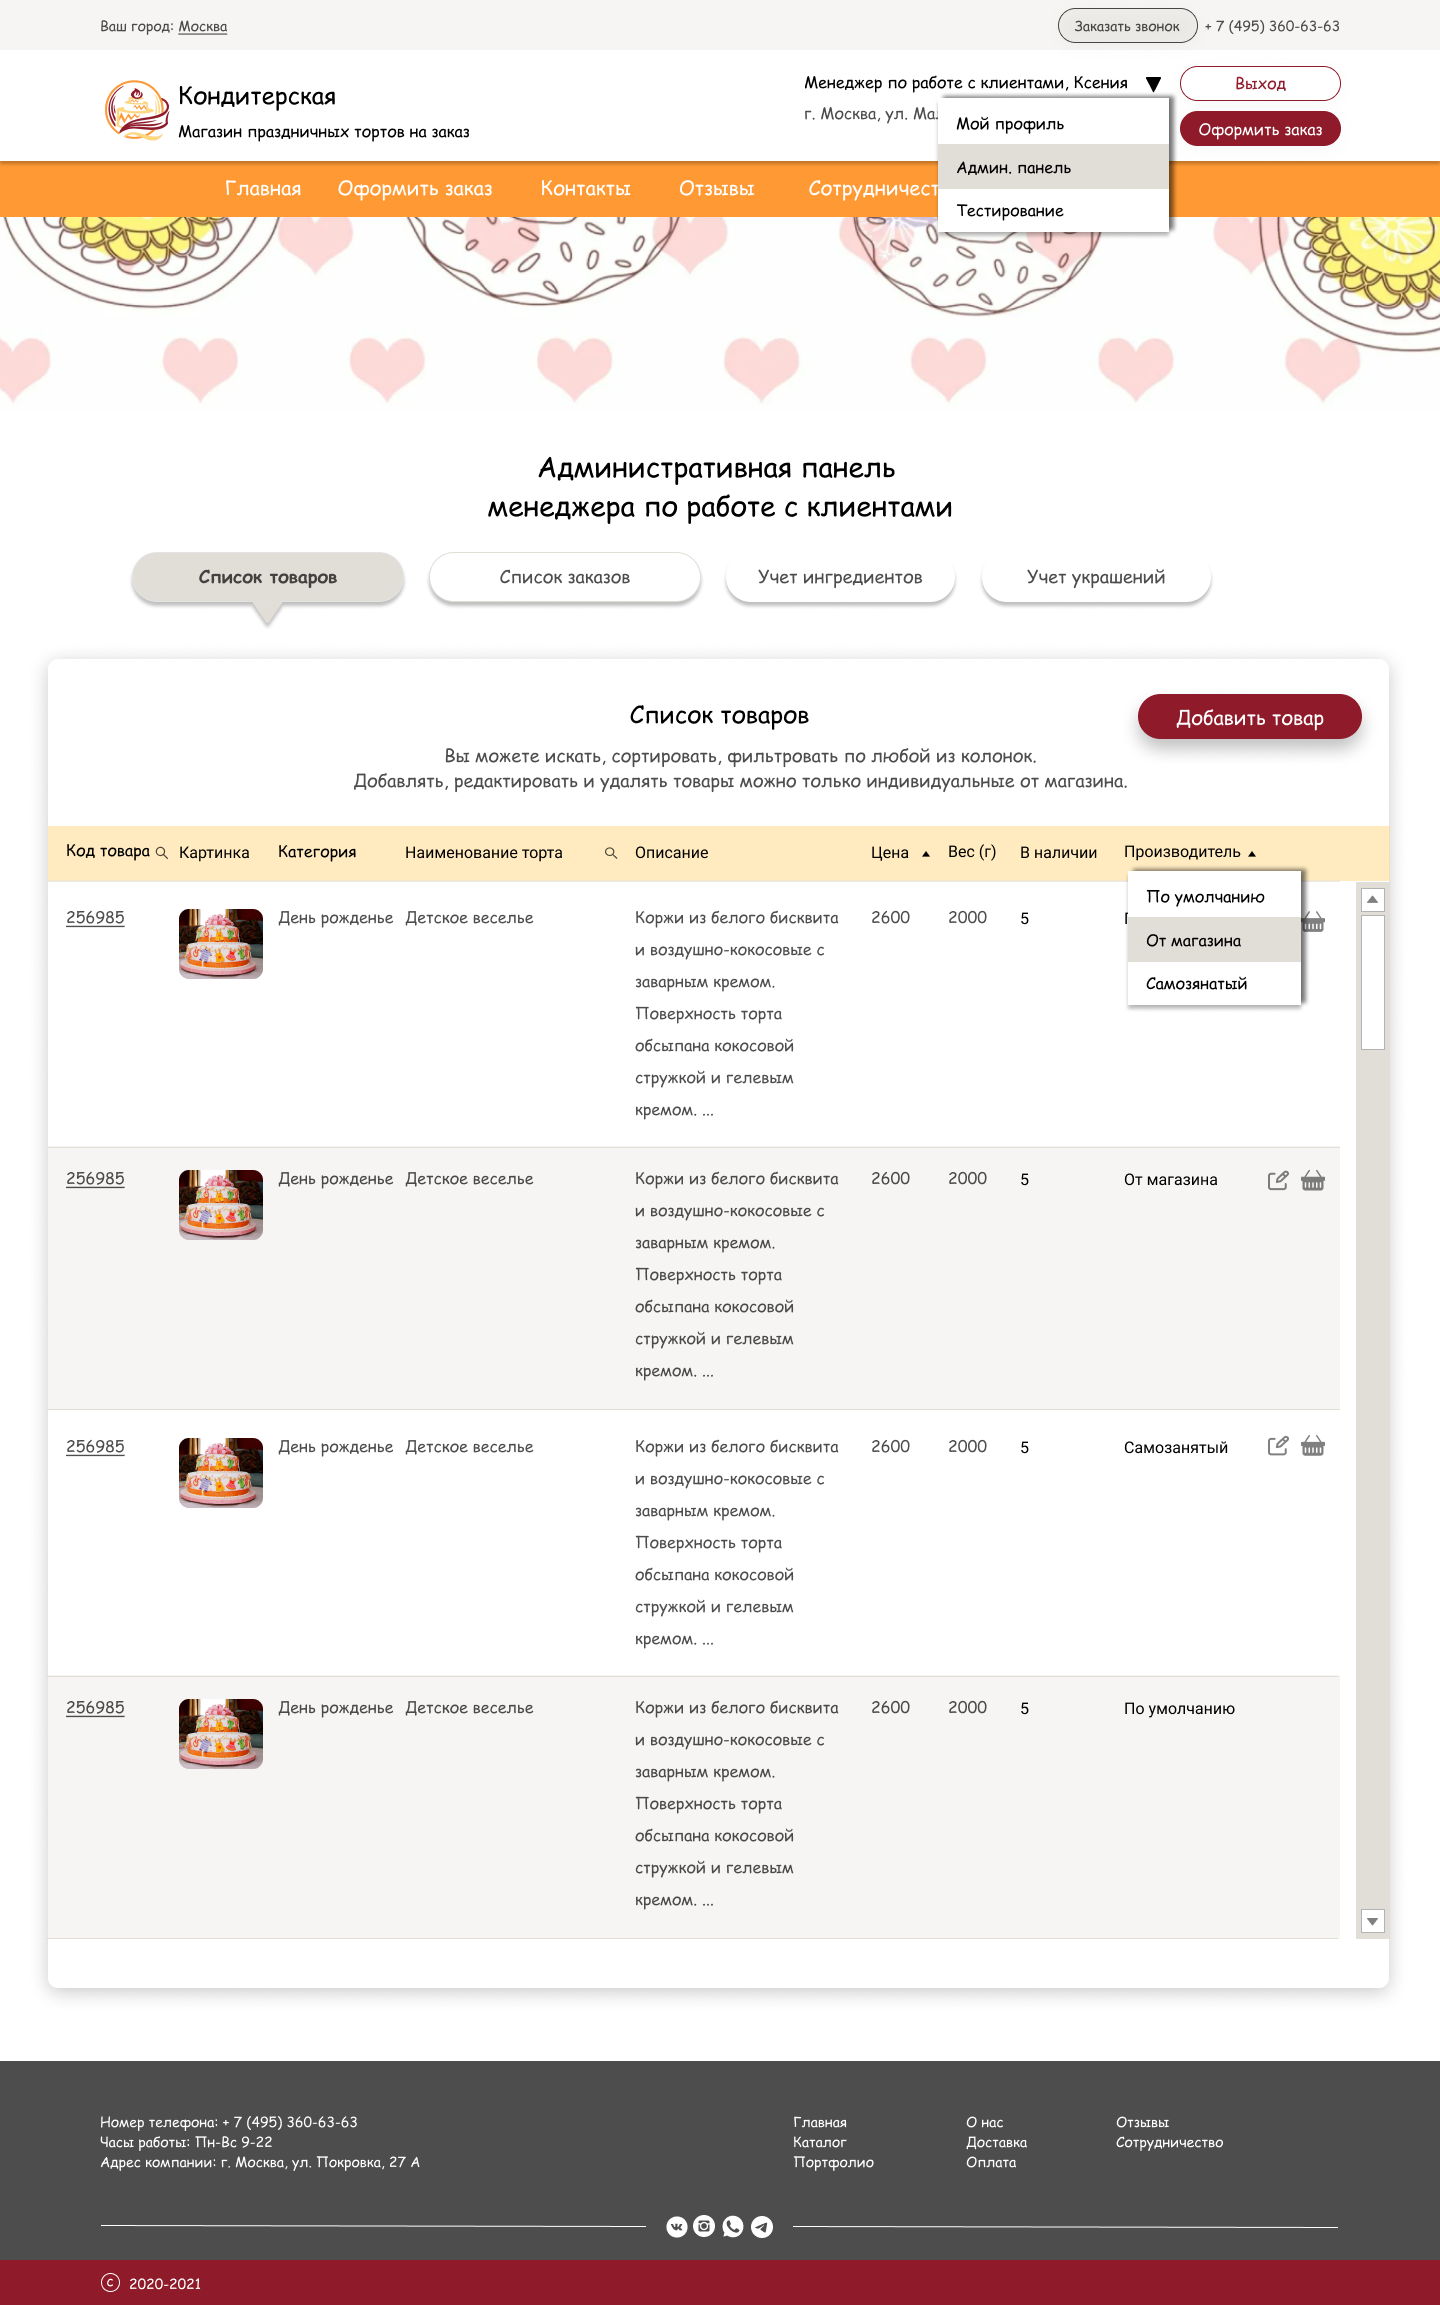 Ваш город: Москва
Заказать звонок
+ 7 (495) 360-63-63
Кондитерская
Магазин праздничных тортов на заказ
Менеджер по работе с клиентами, Ксения
г. Москва, ул.
Выход
Оформить заказ
Мой профиль
Админ. панель
Тестирование
Главная
Оформить заказ
Контакты
Отзывы
Сотрудничест
Административная панель
менеджера по работе с клиентами
Список товаров
Список заказов
Учет ингредиентов
Учет украшений
Список товаров
Добавить товар
Вы можете искать, сортировать, фильтровать по любой из колонок.
Добавлять, редактировать и удалять товары можно только индивидуальные от магазина.
Код товара
Картинка
Категория
Наименование торта
Описание
Цена
Вес (г)
В наличии
Производитель
По умолчанию
От магазина
Самозянатый
256985
День рожденье
Детское веселье
Коржи из белого бисквита
и воздушно-кокосовые с
заварным кремом.
Поверхность торта
обсыпана кокосовой
стружкой и гелевым
кремом. ...
2600
2000
5
256985
День рожденье
Детское веселье
Коржи из белого бисквита
и воздушно-кокосовые с
заварным кремом.
Поверхность торта
обсыпана кокосовой
стружкой и гелевым
кремом. ...
2600
2000
5
От магазина
256985
День рожденье
Детское веселье
Коржи из белого бисквита
и воздушно-кокосовые с
заварным кремом.
Поверхность торта
обсыпана кокосовой
стружкой и гелевым
кремом. ...
2600
2000
5
Самозанятый
256985
День рожденье
Детское веселье
Коржи из белого бисквита
и воздушно-кокосовые с
заварным кремом.
Поверхность торта
обсыпана кокосовой
стружкой и гелевым
кремом. ...
2600
2000
5
По умолчанию
Номер телефона: + 7 (495) 360-63-63
Часы работы: Пн-Вс 9-22
Адрес компании: г. Москва, ул. Покровка, 27 А
Главная
Каталог
Портфолио
О нас
Доставка
Оплата
Отзывы
Сотрудничество
© 2020-2021